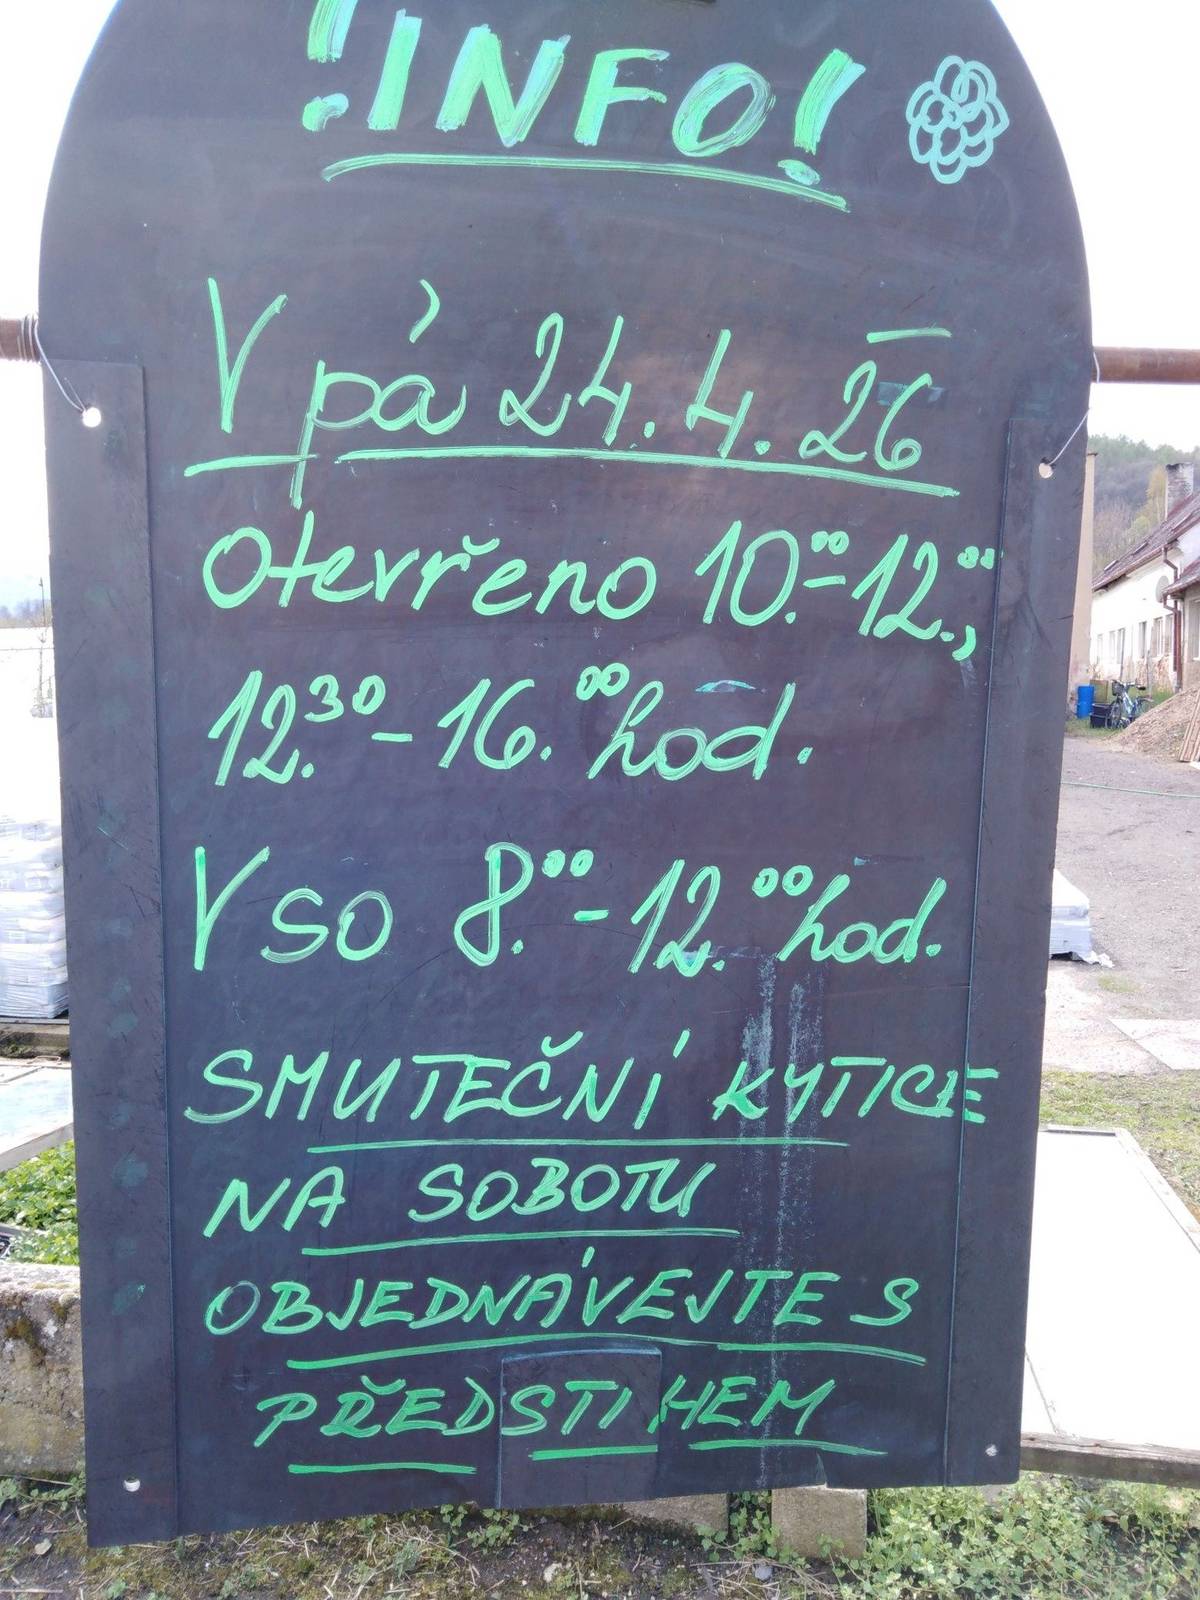 !INFO!
V pá 24.4.26
Otevřeno 10.00-12.00,
12.30-16.00 hod.
V so 8.00-12.00 hod.
SMUTEČNÍ KYTICE
NA SOBOTU
OBJEDNÁVEJTE S
PŘEDSTIHEM